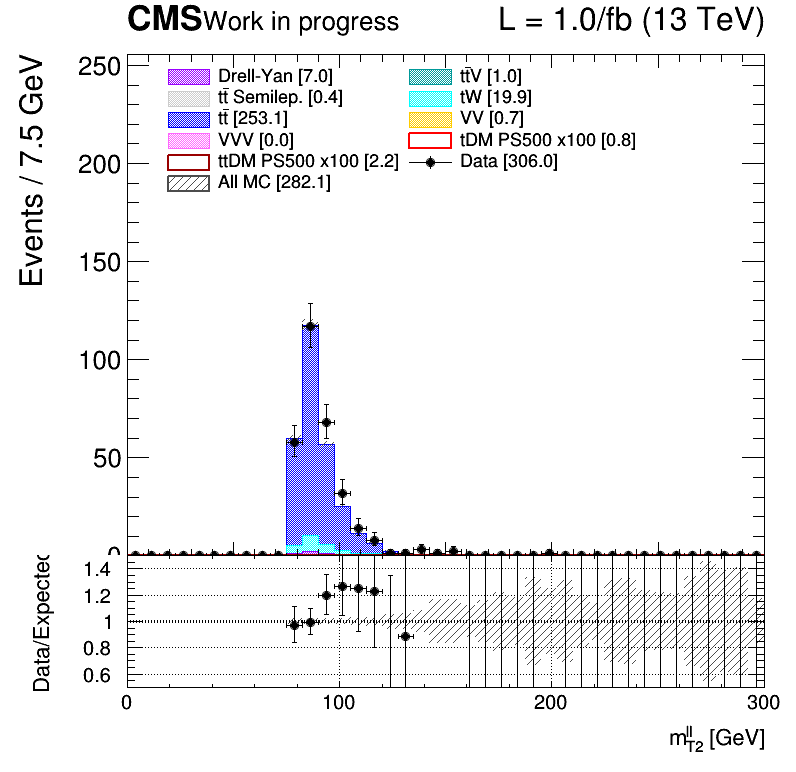 CMS Work in progress L = 1.0/fb (13 TeV)
Events / 7.5 GeV
250
200
150
100
50
0
Drell-Yan [7.0] tt̄V [1.0]
tt̄ Semilep. [0.4] tW [19.9]
tt̄ [253.1] VV [0.7]
VVV [0.0] tDM PS500 x100 [0.8]
ttDM PS500 x100 [2.2] Data [306.0]
All MC [282.1]
Data/Expected
1.4
1.2
1
0.8
0.6
0 100 200 300
m_{T2}^{ll} [GeV]